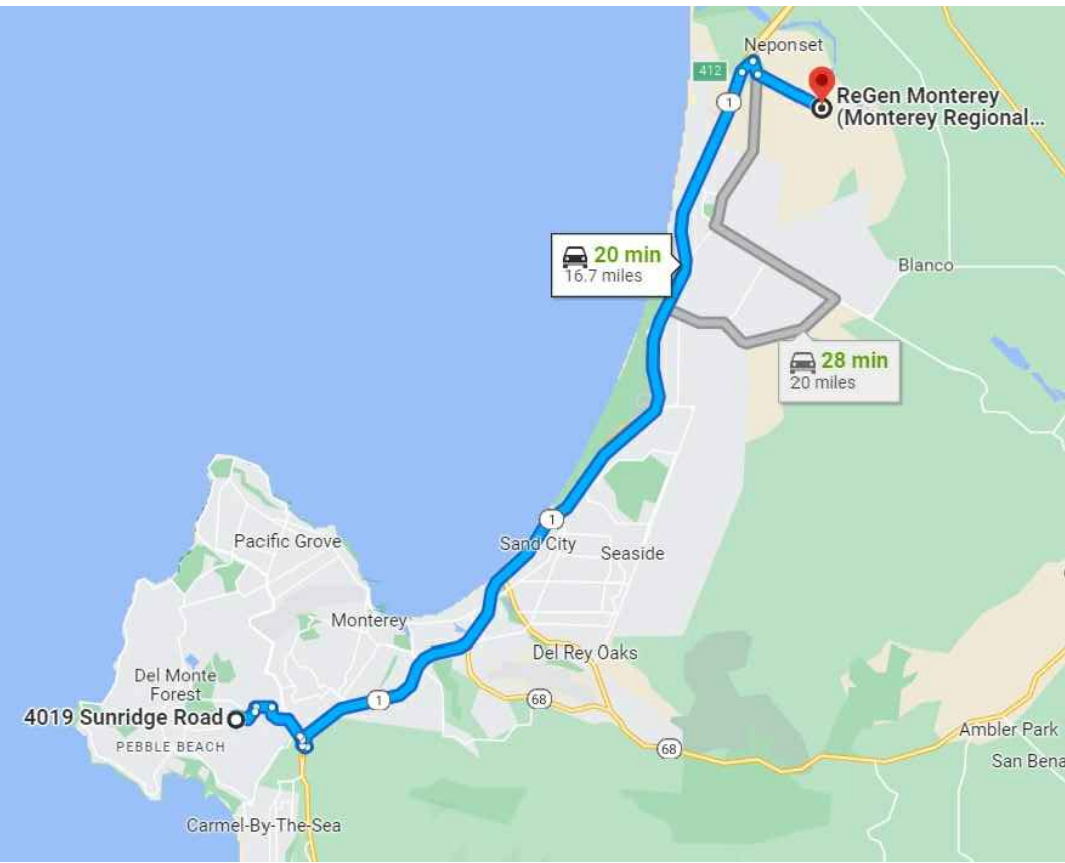 Neponset
412
1
ReGen Monterey
(Monterey Regional...
20 min
16.7 miles
Blanco
28 min
20 miles
1
Sand City
Seaside
Pacific Grove
Monterey
Del Rey Oaks
Del Monte
Forest
68
1
4019 Sunridge Road
PEBBLE BEACH
68
Ambler Park
San Bena
Carmel-By-The-Sea